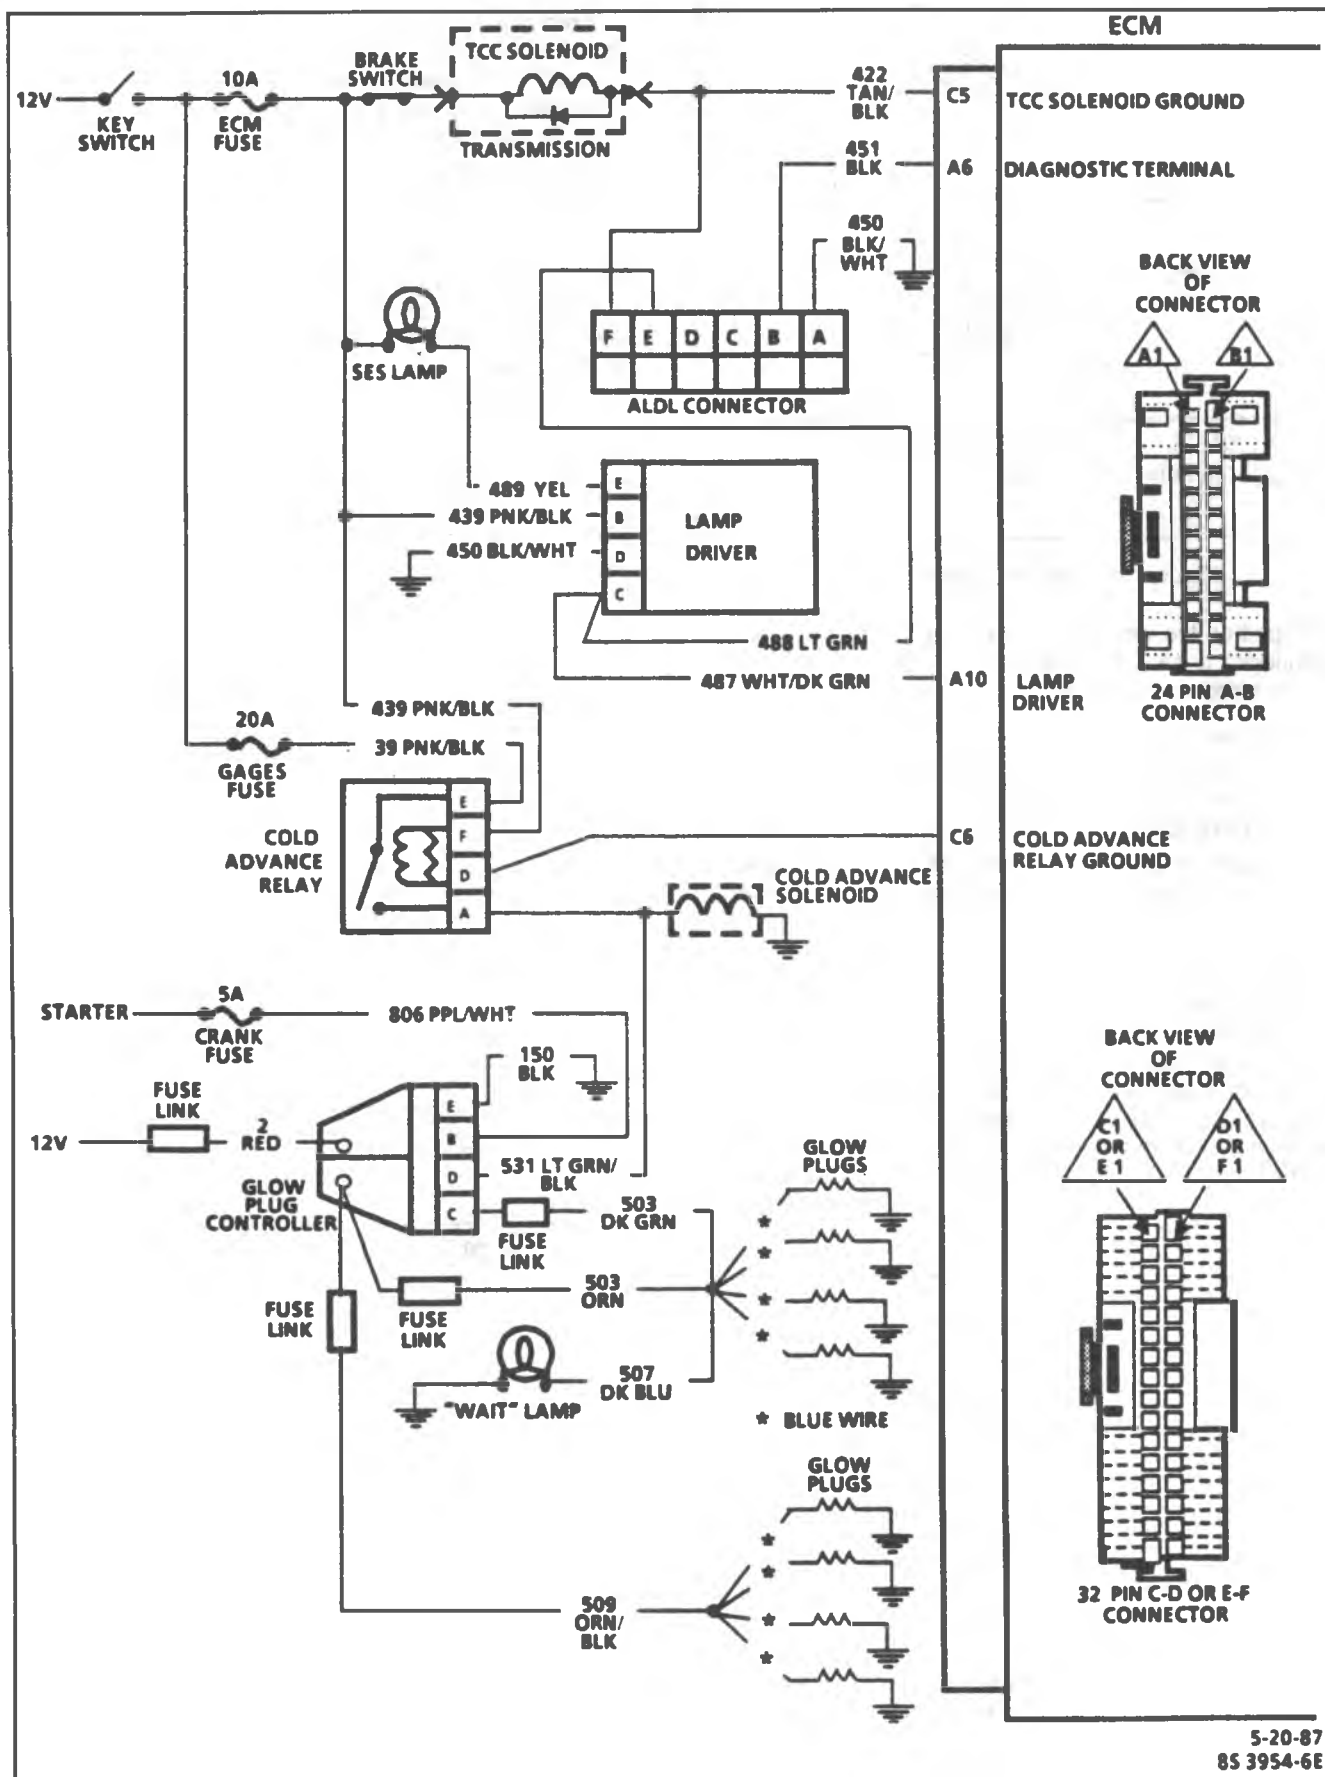 ECM
12V
KEY
SWITCH
10A
ECM
FUSE
BRAKE
SWITCH
TCC SOLENOID
TRANSMISSION
422
TAN/
BLK
C5
TCC SOLENOID GROUND
451
BLK
A6
DIAGNOSTIC TERMINAL
450
BLK/
WHT
SES LAMP
F E D C B A
ALDL CONNECTOR
BACK VIEW
OF
CONNECTOR
A1
B1
24 PIN A-B
CONNECTOR
489 YEL
439 PNK/BLK
450 BLK/WHT
E
B
D
C
LAMP
DRIVER
488 LT GRN
487 WHT/DK GRN
A10
LAMP
DRIVER
439 PNK/BLK
20A
39 PNK/BLK
GAGES
FUSE
COLD
ADVANCE
RELAY
E
F
D
A
C6
COLD ADVANCE
RELAY GROUND
COLD ADVANCE
SOLENOID
STARTER
5A
CRANK
FUSE
806 PPL/WHT
150
BLK
FUSE
LINK
12V
2
RED
GLOW
PLUG
CONTROLLER
E
B
D
C
531 LT GRN/
BLK
503
DK GRN
FUSE
LINK
FUSE
LINK
FUSE
LINK
503
ORN
"WAIT" LAMP
507
DK BLU
GLOW
PLUGS
*
*
*
*
* BLUE WIRE
GLOW
PLUGS
*
*
*
*
509
ORN/
BLK
BACK VIEW
OF
CONNECTOR
C1
OR
E1
D1
OR
F1
32 PIN C-D OR E-F
CONNECTOR
5-20-87
8S 3954-6E